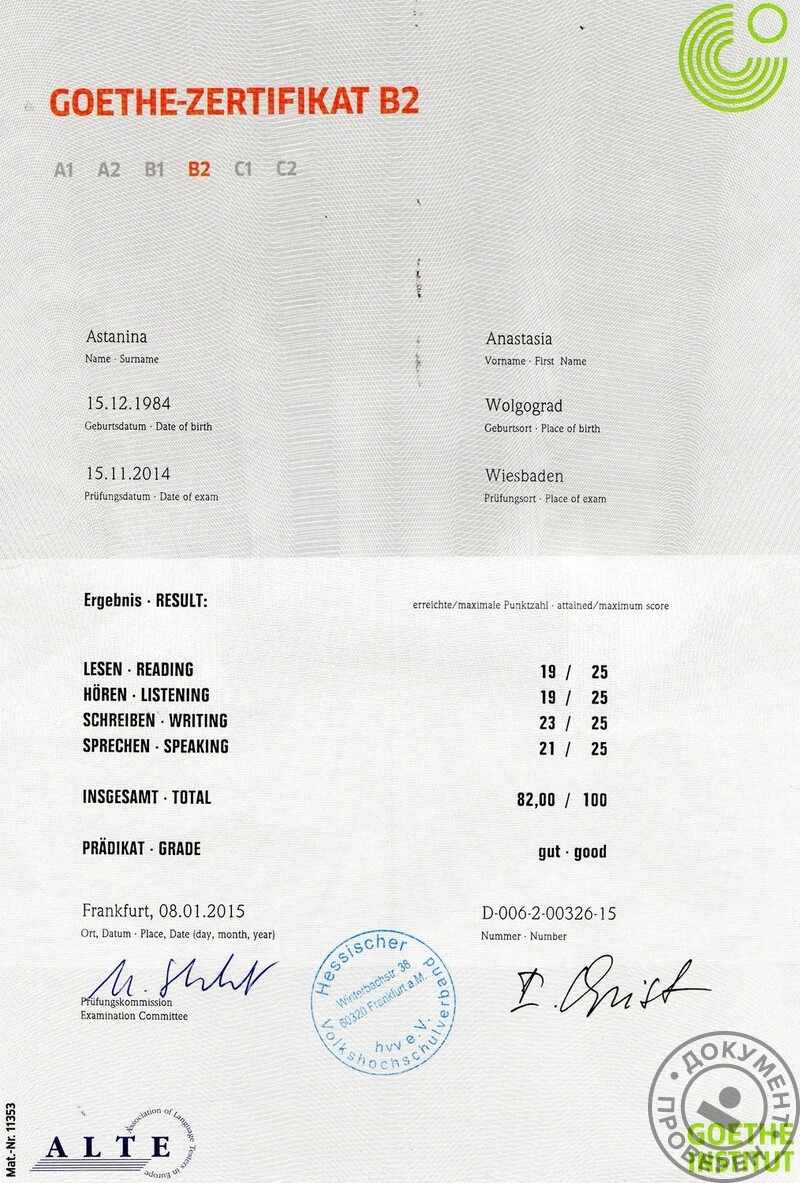 GOETHE-ZERTIFIKAT B2
A1 A2 B1 B2 C1 C2
Astanina
Name · Surname
Anastasia
Vorname · First Name
15.12.1984
Geburtsdatum · Date of birth
Wolgograd
Geburtsort · Place of birth
15.11.2014
Prüfungsdatum · Date of exam
Wiesbaden
Prüfungsort · Place of exam
Ergebnis · RESULT:
erreichte/maximale Punktzahl · attained/maximum score
LESEN · READING 19 / 25
HÖREN · LISTENING 19 / 25
SCHREIBEN · WRITING 23 / 25
SPRECHEN · SPEAKING 21 / 25
INSGESAMT · TOTAL 82,00 / 100
PRÄDIKAT · GRADE gut · good
Frankfurt, 08.01.2015
Ort, Datum · Place, Date (day, month, year)
D-006-2-00326-15
Nummer · Number
Prüfungskommission
Examination Committee
Hessischer
Volkshochschulverband
Winterbachstr. 38
60320 Frankfurt a.M.
hvv e.V.
Mat.-Nr. 11353
ALTE
Association of Language Testers in Europe
ДОКУМЕНТ
ПРОВЕРЕН
GOETHE
INSTITUT